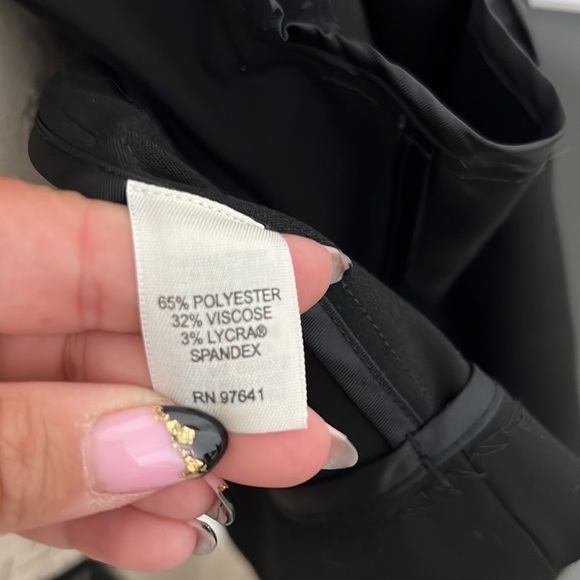 65% POLYESTER
32% VISCOSE
3% LYCRA®
SPANDEX
RN 97641